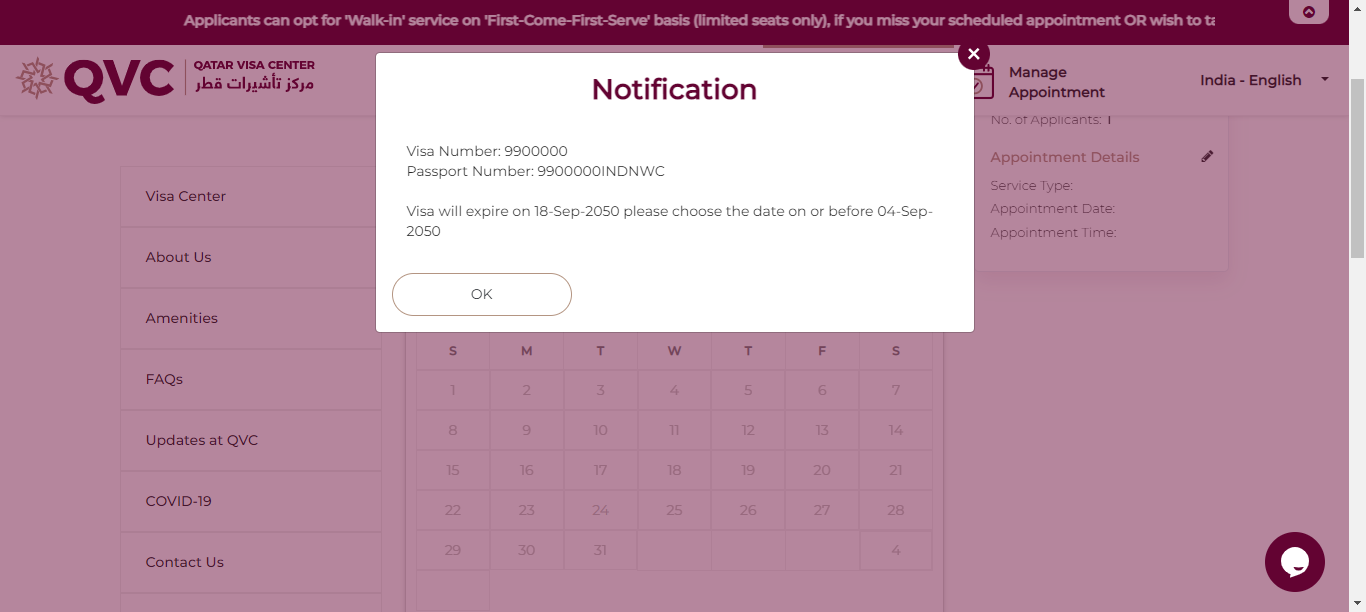 Applicants can opt for 'Walk-in' service on 'First-Come-First-Serve' basis (limited seats only), if you miss your scheduled appointment OR wish to ta
QVC
QATAR VISA CENTER
مركز تأشيرات قطر
Manage
Appointment
India - English
Notification
Visa Number: 9900000
Passport Number: 9900000INDNWC
Visa will expire on 18-Sep-2050 please choose the date on or before 04-Sep-
2050
OK
No. of Applicants: 1
Appointment Details
Service Type:
Appointment Date:
Appointment Time:
Visa Center
About Us
Amenities
FAQs
Updates at QVC
COVID-19
Contact Us
S M T W T F S
1 2 3 4 5 6 7
8 9 10 11 12 13 14
15 16 17 18 19 20 21
22 23 24 25 26 27 28
29 30 31 4